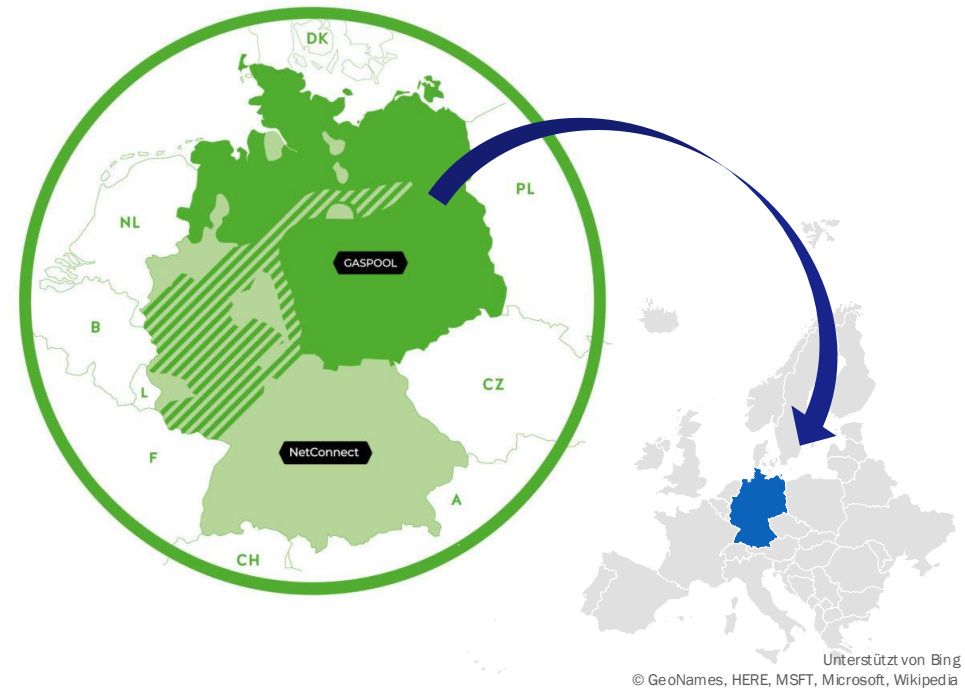 DK
PL
NL
GASPOOL
B
CZ
L
NetConnect
F
A
CH
Unterstützt von Bing
© GeoNames, HERE, MSFT, Microsoft, Wikipedia